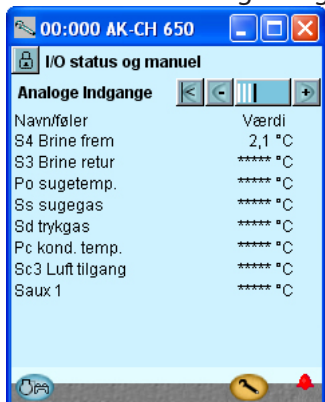 00:000 AK-CH 650
I/O status og manuel
Analoge Indgange
Navn/føler Værdi
S4 Brine frem 2,1 °C
S3 Brine retur ***** °C
Po sugetemp. ***** °C
Ss sugegas ***** °C
Sd trykgas ***** °C
Pc kond. temp. ***** °C
Sc3 Luft tilgang ***** °C
Saux 1 ***** °C